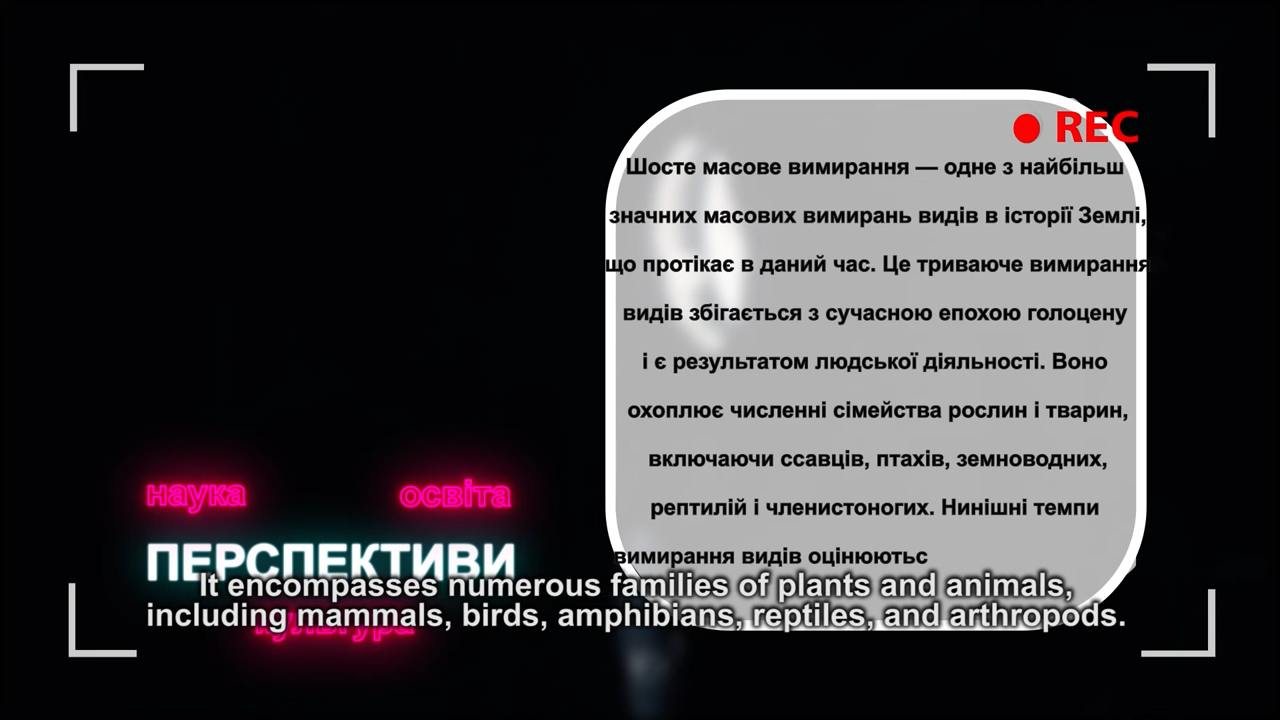 REC
Шосте масове вимирання — одне з найбільш
значних масових вимирань видів в історії Землі,
що протікає в даний час. Це триваюче вимирання
видів збігається з сучасною епохою голоцену
і є результатом людської діяльності. Воно
охоплює численні сімейства рослин і тварин,
включаючи ссавців, птахів, земноводних,
рептилій і членистоногих. Нинішні темпи
вимирання видів оцінюютьс
наука освіта
ПЕРСПЕКТИВИ
культура
It encompasses numerous families of plants and animals,
including mammals, birds, amphibians, reptiles, and arthropods.